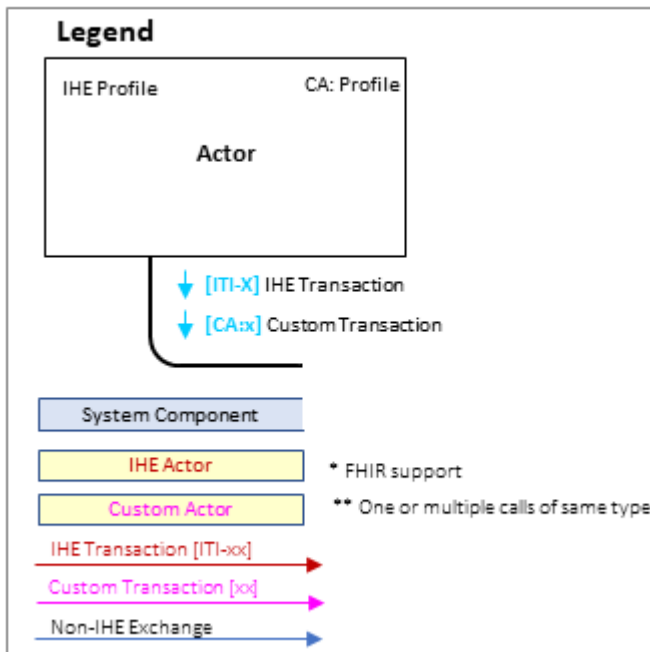 Legend
IHE Profile CA: Profile
Actor
[ITI-X] IHE Transaction
[CA:x] Custom Transaction
System Component
IHE Actor
* FHIR support
Custom Actor
** One or multiple calls of same type
IHE Transaction [ITI-xx]
Custom Transaction [xx]
Non-IHE Exchange